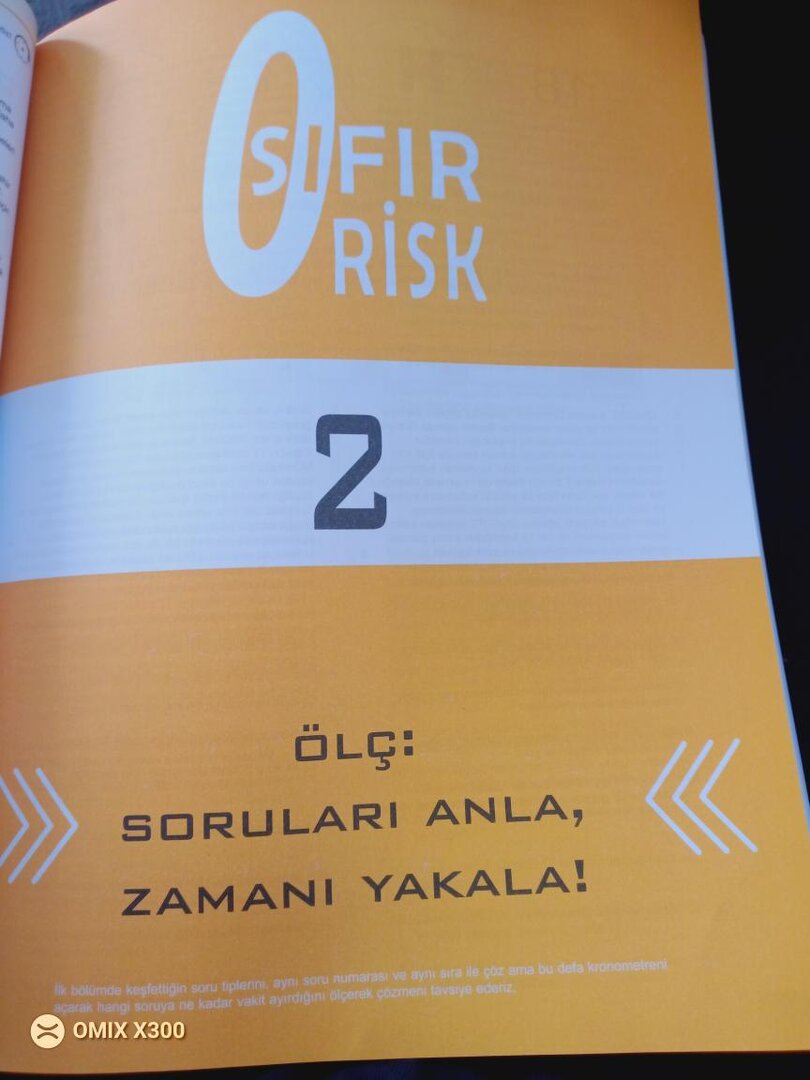 0
SIFIR
RİSK
2
ÖLÇ:
SORULARI ANLA,
ZAMANI YAKALA!
İlk bölümde keşfettiğin soru tiplerini, aynı soru numarası ve aynı sıra ile çöz ama bu defa kronometreni
açarak hangi soruya ne kadar vakit ayırdığını ölçerek çözmeni tavsiye ederiz.
OMIX X300